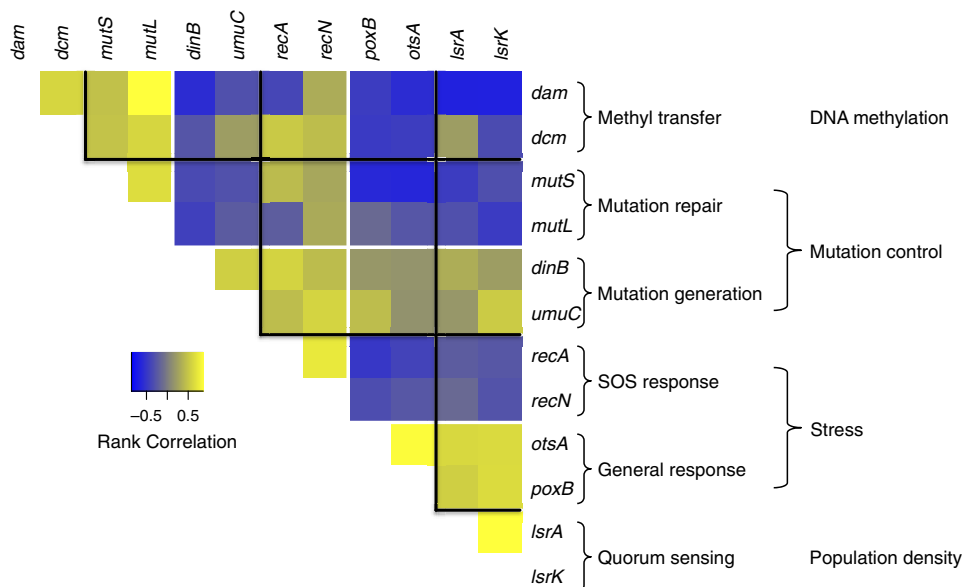 dam dcm mutS mutL dinB umuC recA recN poxB otsA lsrA lsrK
dam
Methyl transfer DNA methylation
dcm
mutS
Mutation repair
mutL
Mutation control
dinB
Mutation generation
umuC
recA
SOS response
recN
Stress
otsA
General response
poxB
lsrA
Quorum sensing Population density
lsrK
−0.5 0.5
Rank Correlation